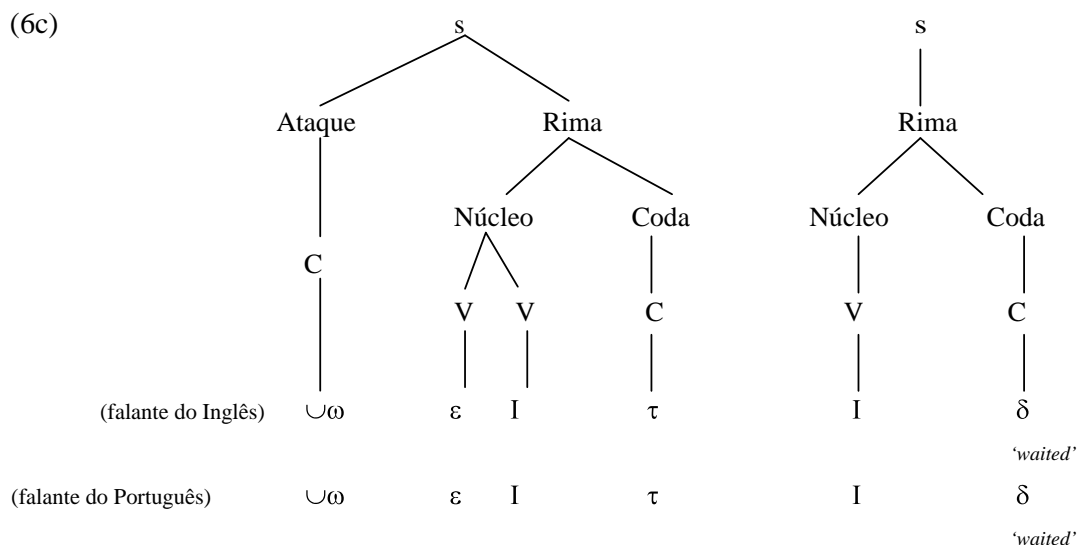 (6c) s s
Ataque Rima Rima
Núcleo Coda Núcleo Coda
C
V V C V C
(falante do Inglês) ∪ω ε I τ I δ
‘waited’
(falante do Português) ∪ω ε I τ I δ
‘waited’